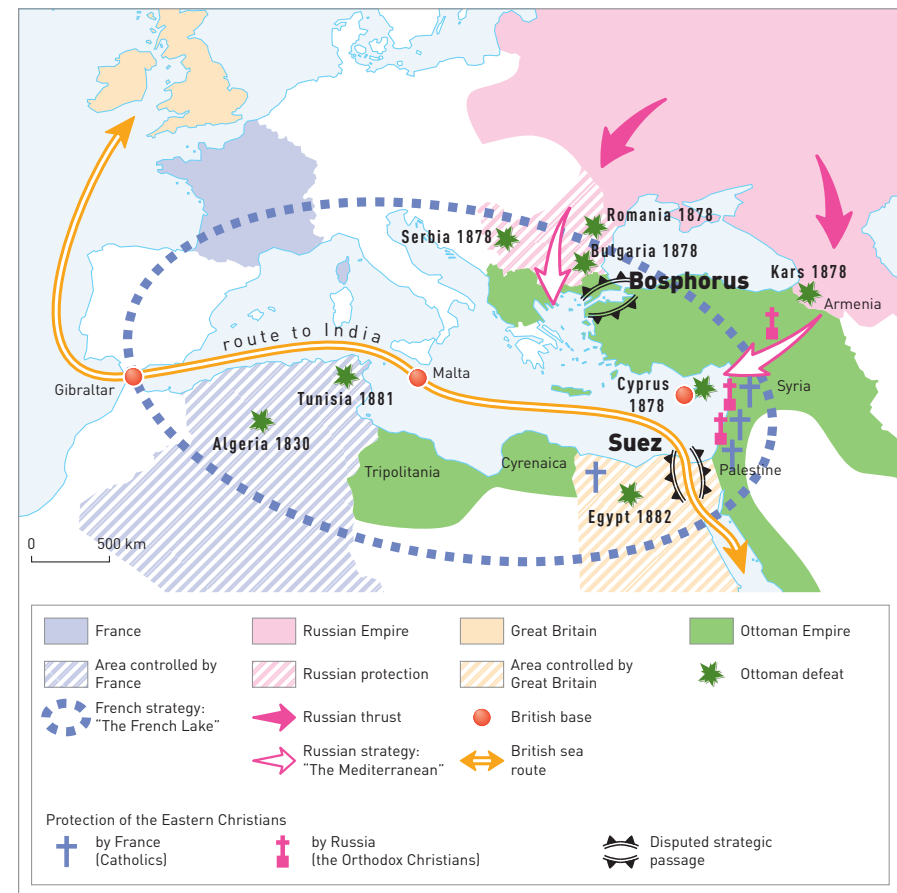 Romania 1878
Serbia 1878
Bulgaria 1878
Bosphorus
Kars 1878
Armenia
route to India
Gibraltar
Malta
Tunisia 1881
Cyprus
1878
Syria
Algeria 1830
Suez
Tripolitania
Cyrenaica
Palestine
Egypt 1882
0 500 km
France
Russian Empire
Great Britain
Ottoman Empire
Area controlled by
France
Russian protection
Area controlled by
Great Britain
Ottoman defeat
French strategy:
"The French Lake"
Russian thrust
British base
Russian strategy:
"The Mediterranean"
British sea
route
Protection of the Eastern Christians
by France
(Catholics)
by Russia
(the Orthodox Christians)
Disputed strategic
passage